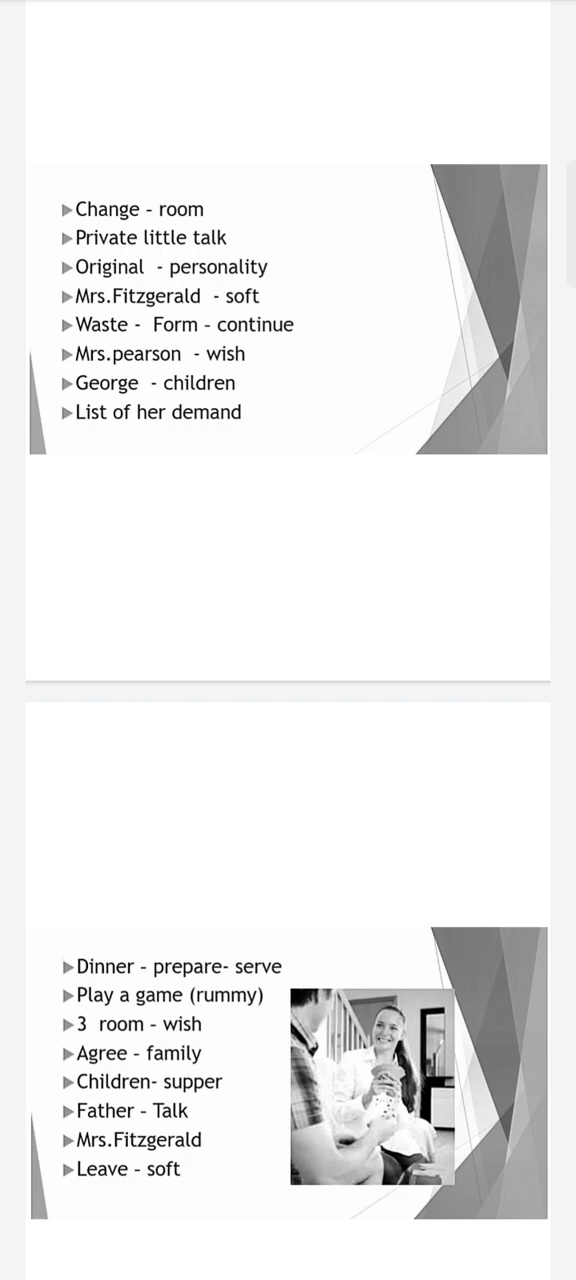 Change - room
Private little talk
Original - personality
Mrs.Fitzgerald - soft
Waste - Form - continue
Mrs.pearson - wish
George - children
List of her demand
Dinner - prepare- serve
Play a game (rummy)
3 room - wish
Agree - family
Children- supper
Father - Talk
Mrs.Fitzgerald
Leave - soft